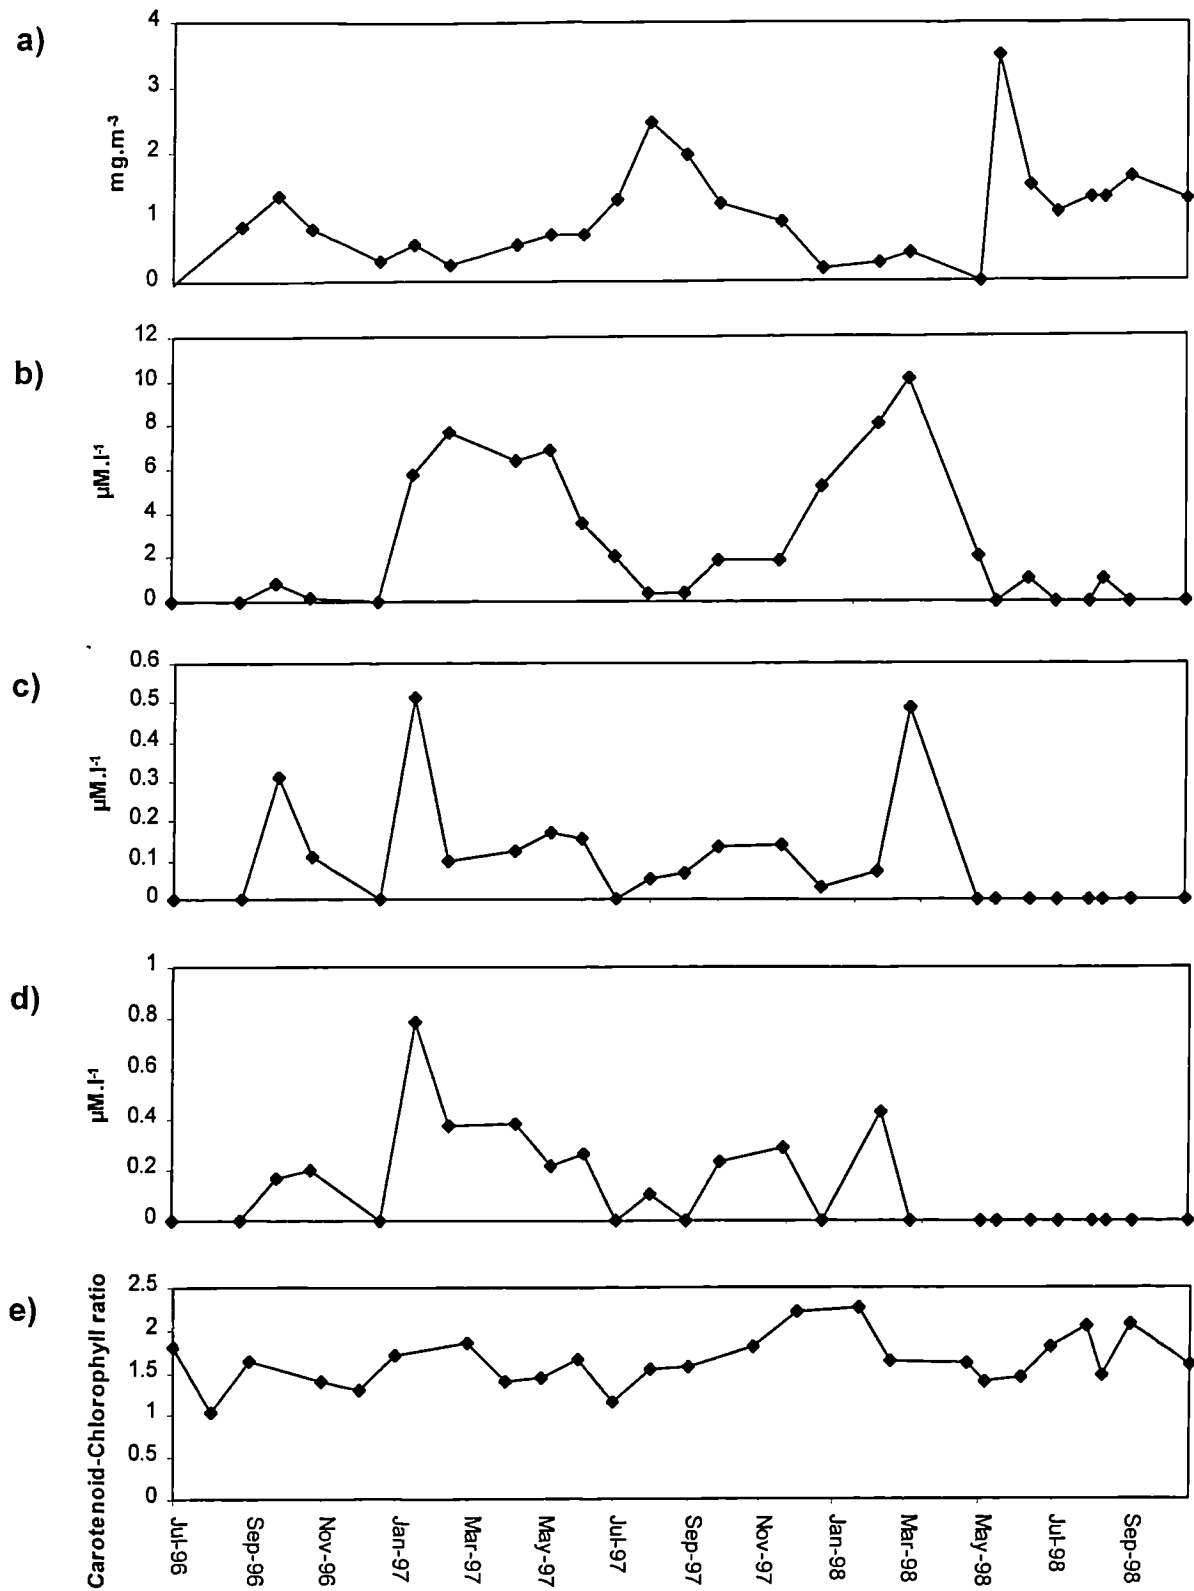 a)
mg.m-3
4
3
2
1
0
b)
µM.l-1
12
10
8
6
4
2
0
c)
µM.l-1
0.6
0.5
0.4
0.3
0.2
0.1
0
d)
µM.l-1
1
0.8
0.6
0.4
0.2
0
e)
Carotenoid-Chlorophyll ratio
2.5
2
1.5
1
0.5
0
Jul-96
Sep-96
Nov-96
Jan-97
Mar-97
May-97
Jul-97
Sep-97
Nov-97
Jan-98
Mar-98
May-98
Jul-98
Sep-98